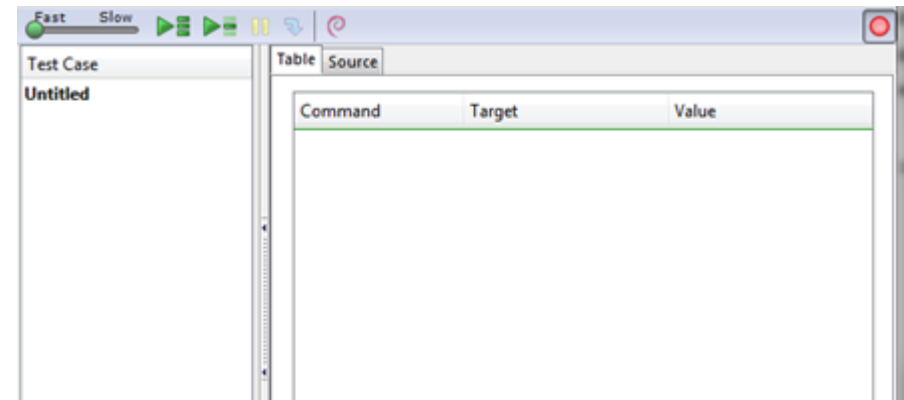 Fast Slow
Test Case
Untitled
Table Source
Command Target Value